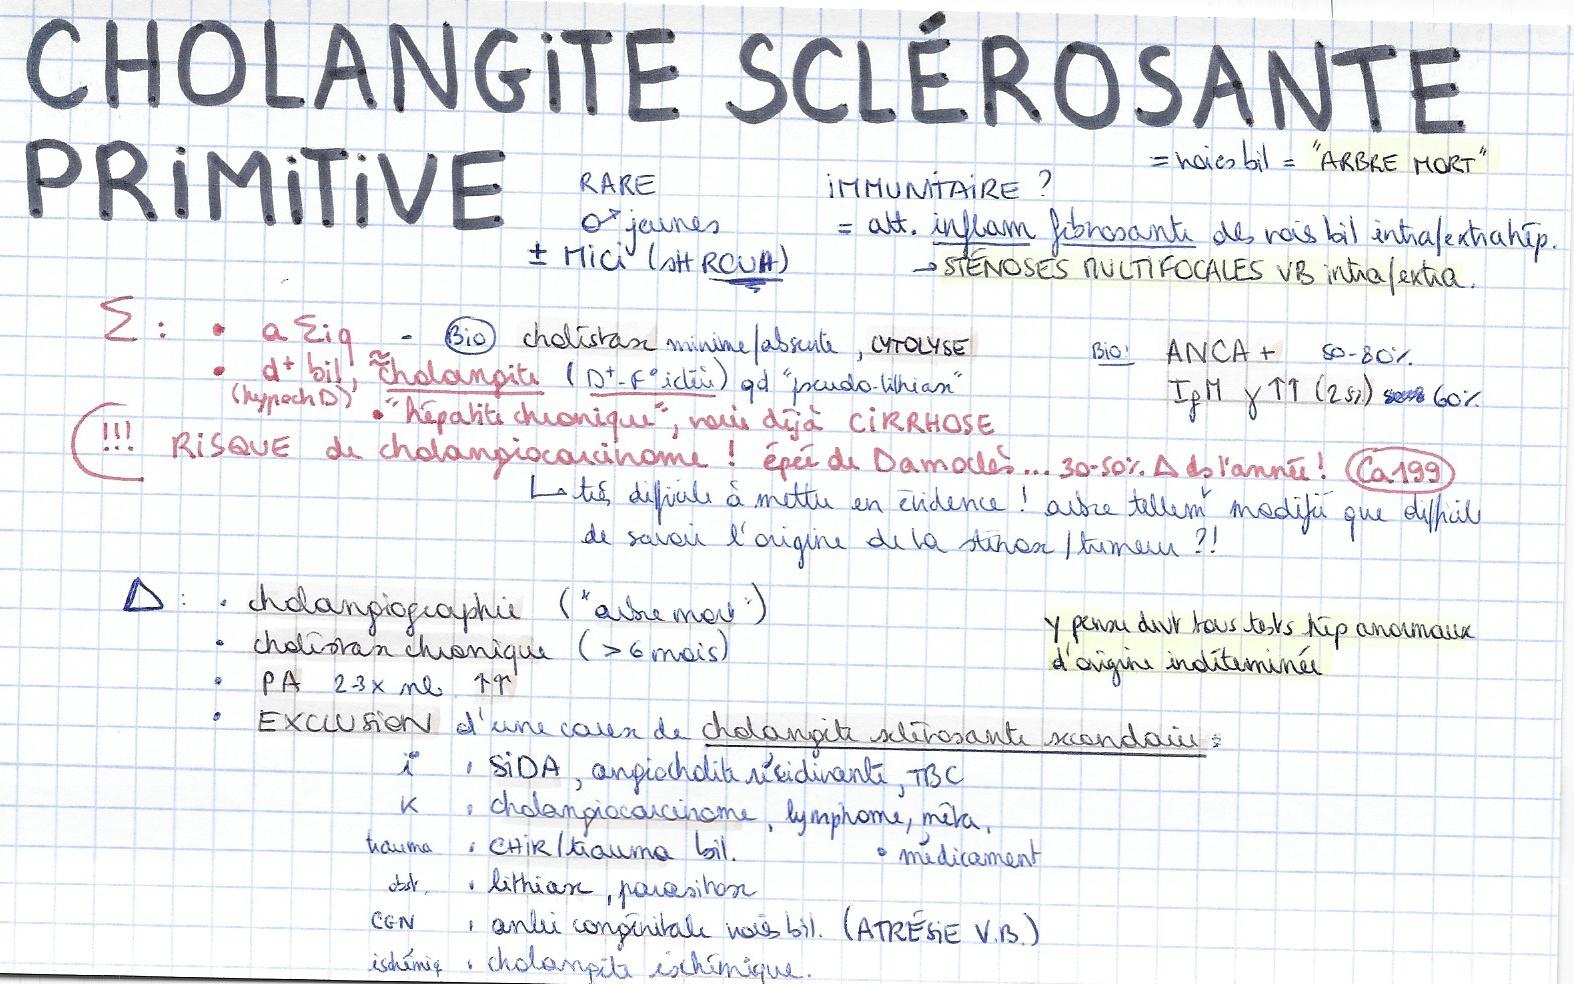 CHOLANGiTE SCLÉROSANTE
PRiMiTiVE
= voies bil = "ARBRE MORT"
RARE
♂ jeunes
± Mici (sH RCUH)
iMMUNiTAiRE ?
= att. inflam fibrosante des voies bil intra/extrahép.
→ STÉNOSES MULTIFOCALES VB intra/extra.
Σ : • a Σiq - Bio cholestase minime/absente, CYTOLYSE
• d+ bil, ≈ cholangite (D+ - F° ictère) qd "pseudo-lithiase"
(hypoch D)
• "hépatite chronique", voire déjà CiRRHOSE
Bio: ANCA + 50-80%
IgM γ ↑↑ (2 si) 60%
!!! RiSQUE de cholangiocarcinome ! épée de Damoclès... 30-50% Δ ds l'année ! Ca 199
↳ très difficile à mettre en évidence ! arbre tellemt modifié que difficile
de savoir l'origine de la sténose/tumeur ?!
Δ : • cholangiographie ("arbre mort")
• cholestase chronique (> 6 mois)
• PA 2-3x nl ↑↑
• EXCLUSiON d'une cause de cholangite sclérosante secondaire :
y penser dvt tous tests hép anormaux
d'origine indéterminée
i° • SiDA, angiocholite récidivante, TBC
K • cholangiocarcinome, lymphome, méta.
trauma • CHiR/trauma bil.
• médicament
obst. • lithiase, parasitose
CGN • anlie congénitale voies bil. (ATRÉSiE V.B.)
ischémiq • cholangite ischémique.